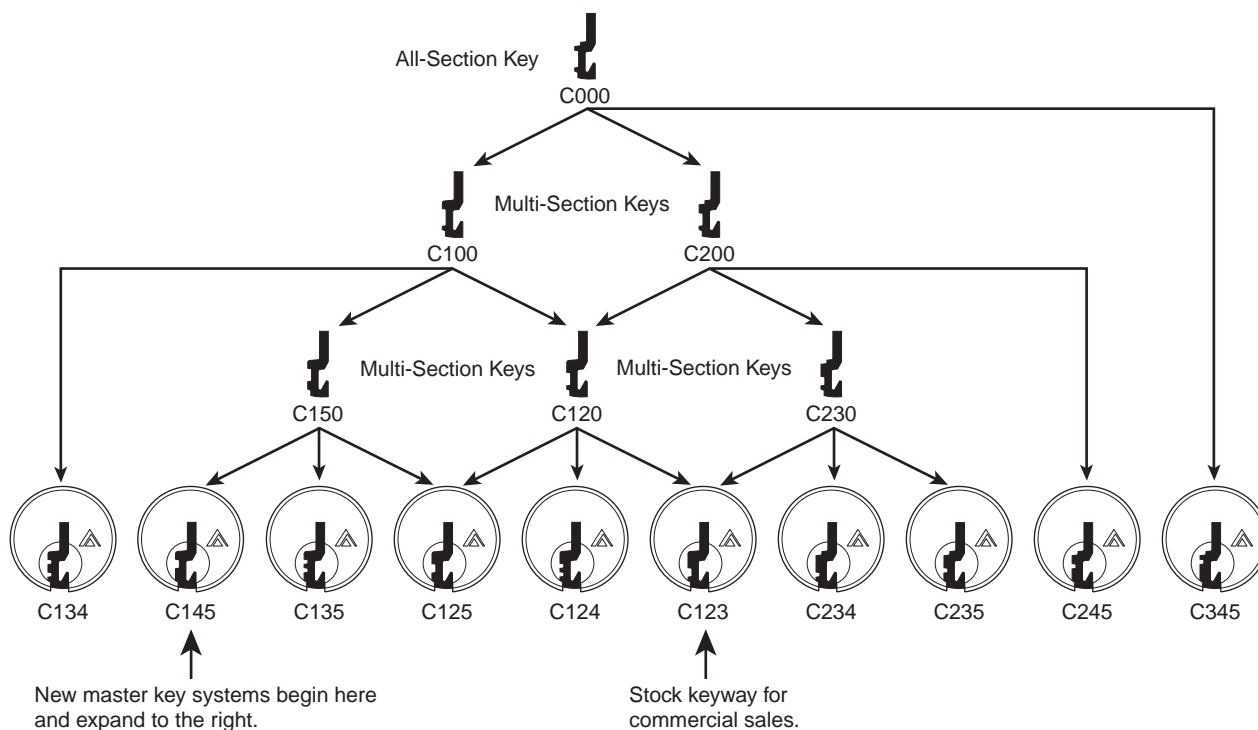 All-Section Key
C000
Multi-Section Keys
C100
C200
Multi-Section Keys
Multi-Section Keys
C150
C120
C230
C134
C145
C135
C125
C124
C123
C234
C235
C245
C345
New master key systems begin here
and expand to the right.
Stock keyway for
commercial sales.